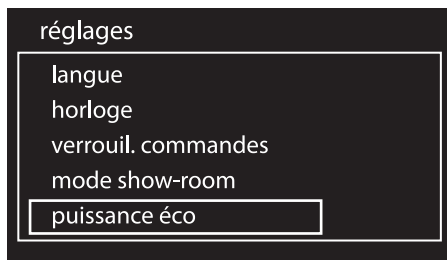 réglages
langue
horloge
verrouil. commandes
mode show-room
puissance éco